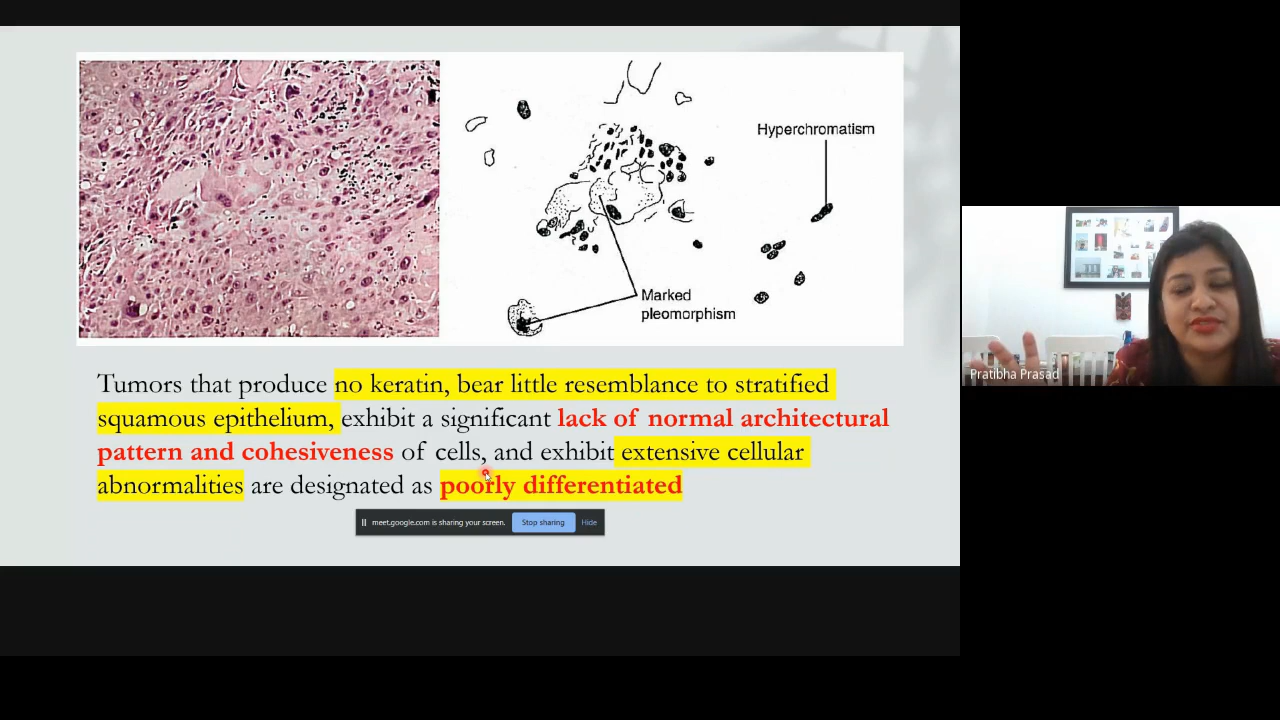 Hyperchromatism
Marked
pleomorphism
Tumors that produce no keratin, bear little resemblance to stratified
squamous epithelium, exhibit a significant lack of normal architectural
pattern and cohesiveness of cells, and exhibit extensive cellular
abnormalities are designated as poorly differentiated
meet.google.com is sharing your screen. Stop sharing Hide
Pratibha Prasad